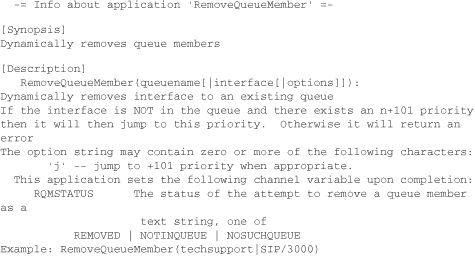 -= Info about application 'RemoveQueueMember' =-
[Synopsis]
Dynamically removes queue members
[Description]
RemoveQueueMember(queuename[|interface[|options]]):
Dynamically removes interface to an existing queue
If the interface is NOT in the queue and there exists an n+101 priority
then it will then jump to this priority.  Otherwise it will return an
error
The option string may contain zero or more of the following characters:
'j' -- jump to +101 priority when appropriate.
This application sets the following channel variable upon completion:
RQMSTATUS      The status of the attempt to remove a queue member
as a
text string, one of
REMOVED | NOTINQUEUE | NOSUCHQUEUE
Example: RemoveQueueMember(techsupport|SIP/3000)